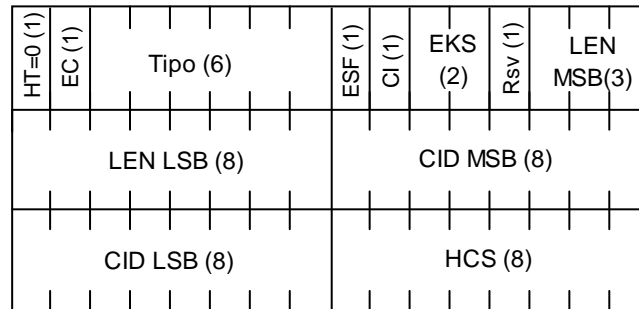 HT=0 (1)
EC (1)
Tipo (6)
ESF (1)
CI (1)
EKS
(2)
Rsv (1)
LEN
MSB(3)
LEN LSB (8)
CID MSB (8)
CID LSB (8)
HCS (8)